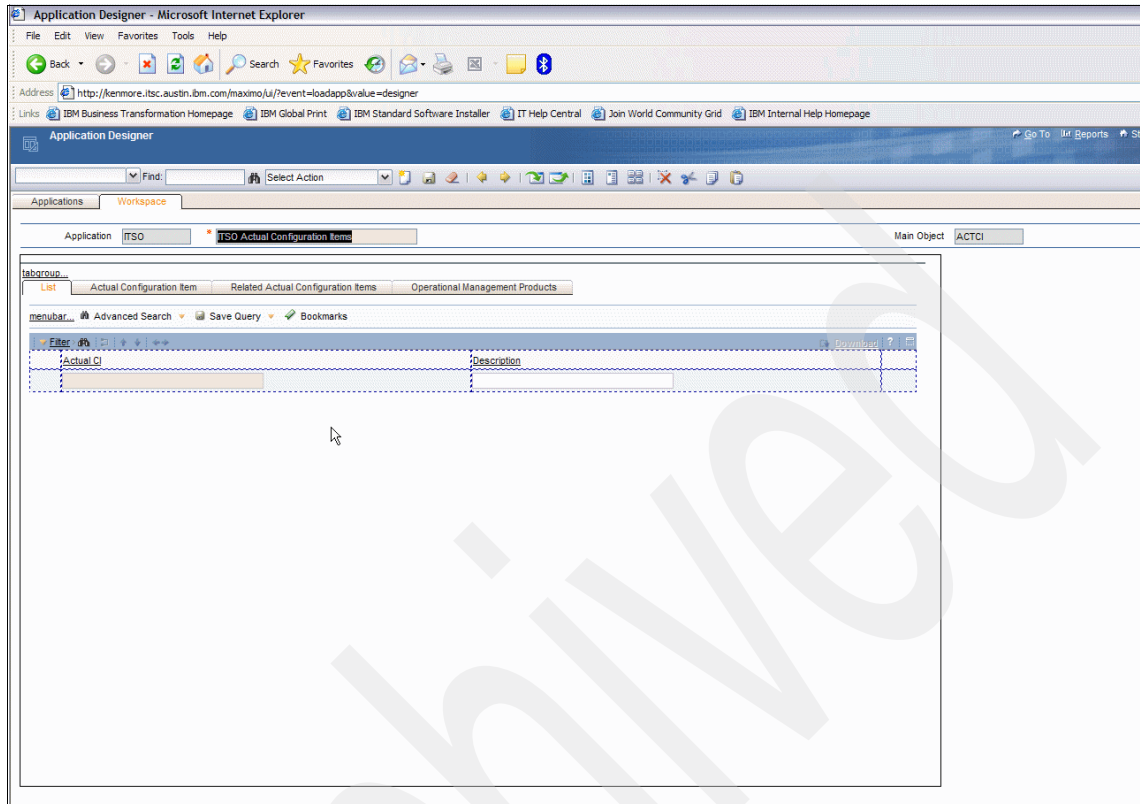 Application Designer - Microsoft Internet Explorer
File Edit View Favorites Tools Help
Back Search Favorites
Address http://kenmore.itsc.austin.ibm.com/maximo/ui/?event=loadapp&value=designer
Links IBM Business Transformation Homepage IBM Global Print IBM Standard Software Installer IT Help Central Join World Community Grid IBM Internal Help Homepage
Application Designer Go To Reports St
Find: Select Action
Applications Workspace
Application ITSO * ITSO Actual Configuration Items Main Object ACTCI
tabgroup...
List Actual Configuration Item Related Actual Configuration Items Operational Management Products
menubar... Advanced Search Save Query Bookmarks
Filter Download ?
Actual CI Description
hived